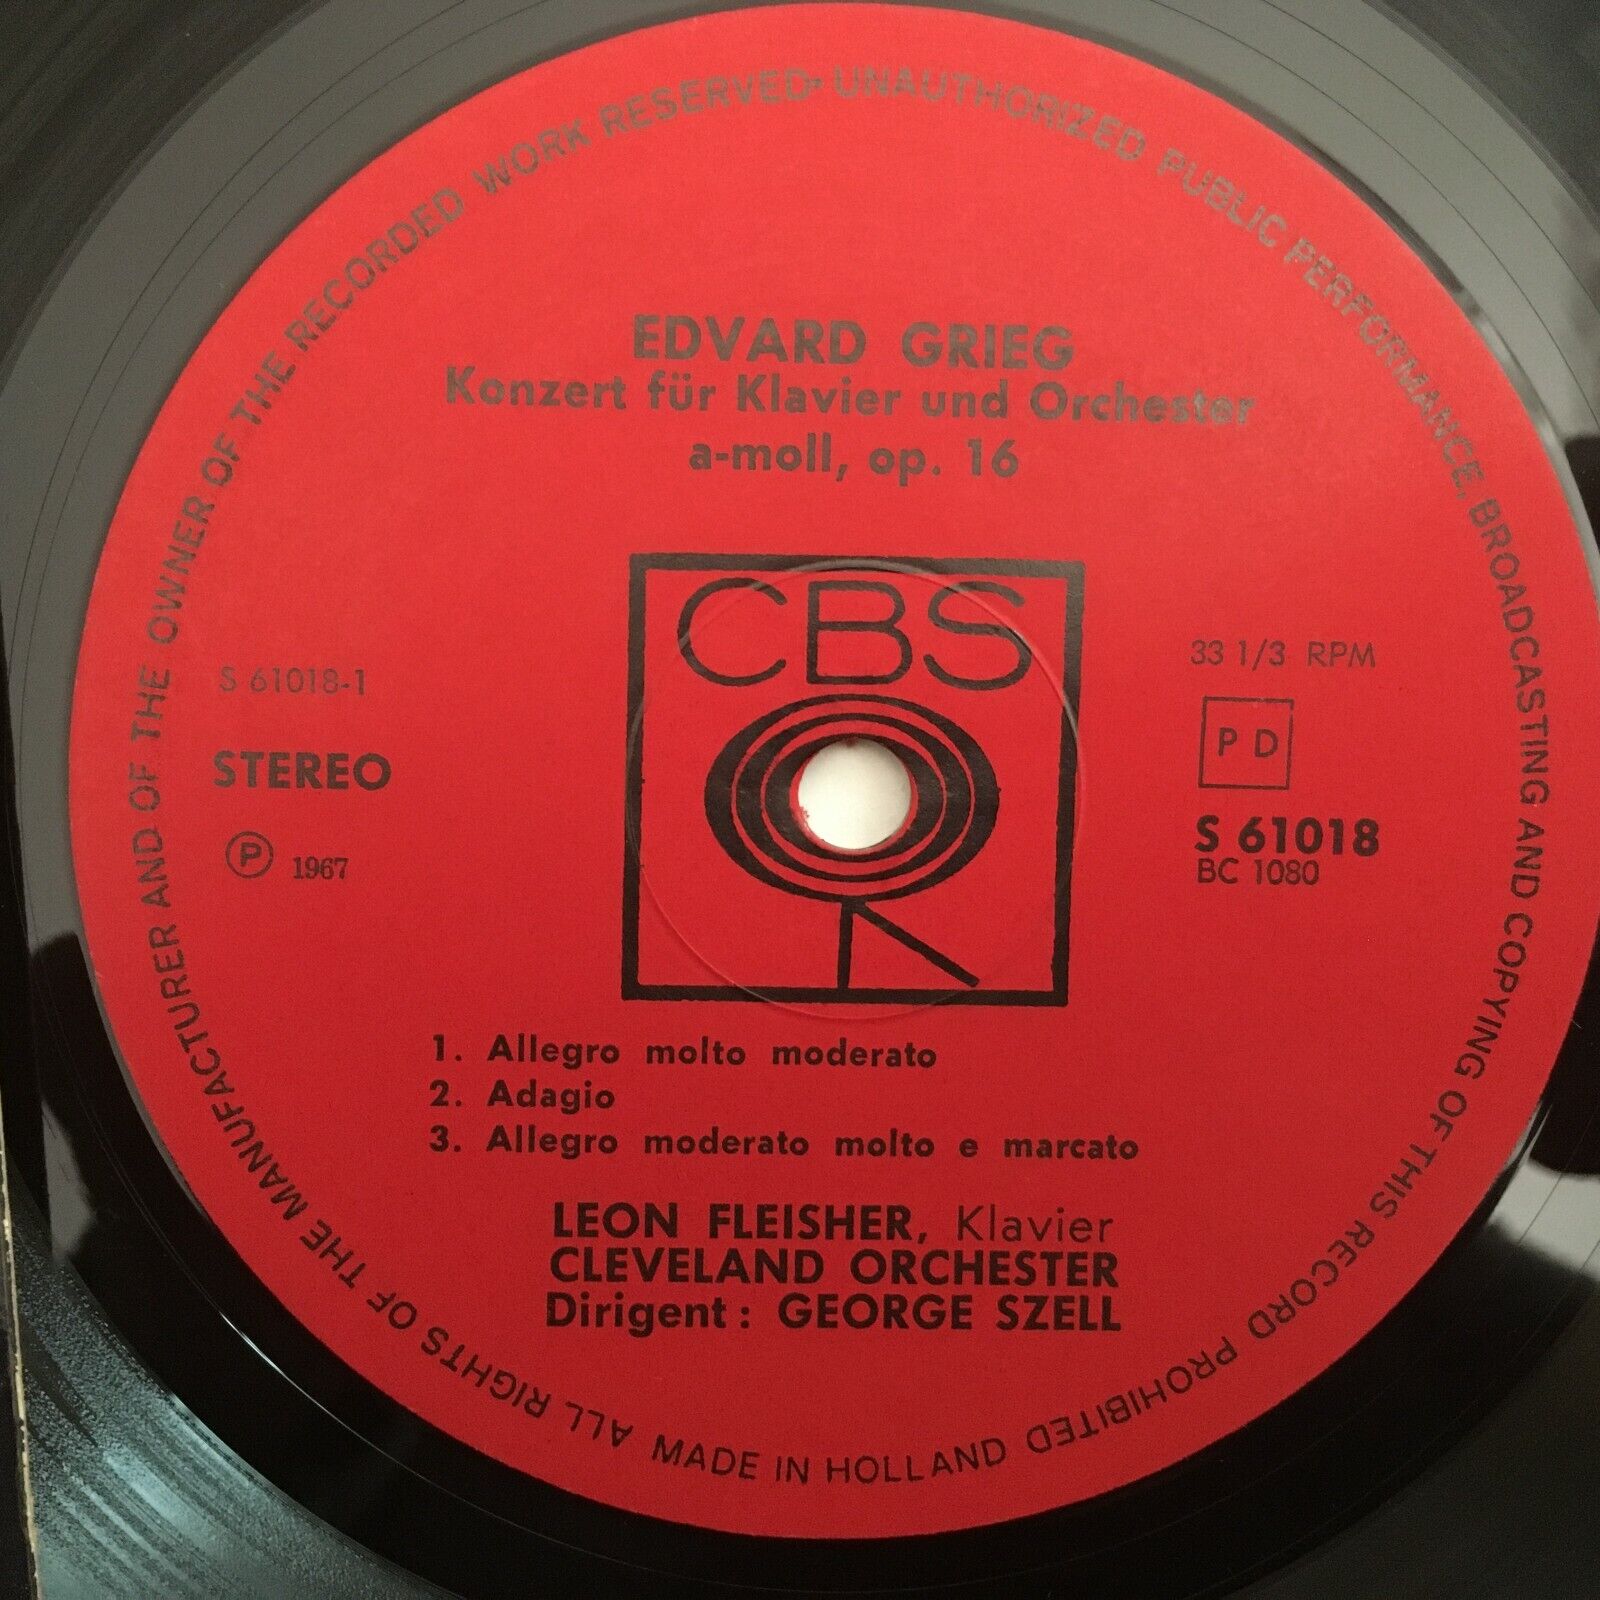 ALL RIGHTS OF THE MANUFACTURER AND OF THE OWNER OF THE RECORDED WORK RESERVED · UNAUTHORIZED PUBLIC PERFORMANCE, BROADCASTING AND COPYING OF THIS RECORD PROHIBITED
EDVARD GRIEG
Konzert für Klavier und Orchester
a-moll, op. 16
CBS
S 61018-1
STEREO
Ⓟ 1967
33 1/3 RPM
P D
S 61018
BC 1080
1. Allegro molto moderato
2. Adagio
3. Allegro moderato molto e marcato
LEON FLEISHER, Klavier
CLEVELAND ORCHESTER
Dirigent: GEORGE SZELL
MADE IN HOLLAND